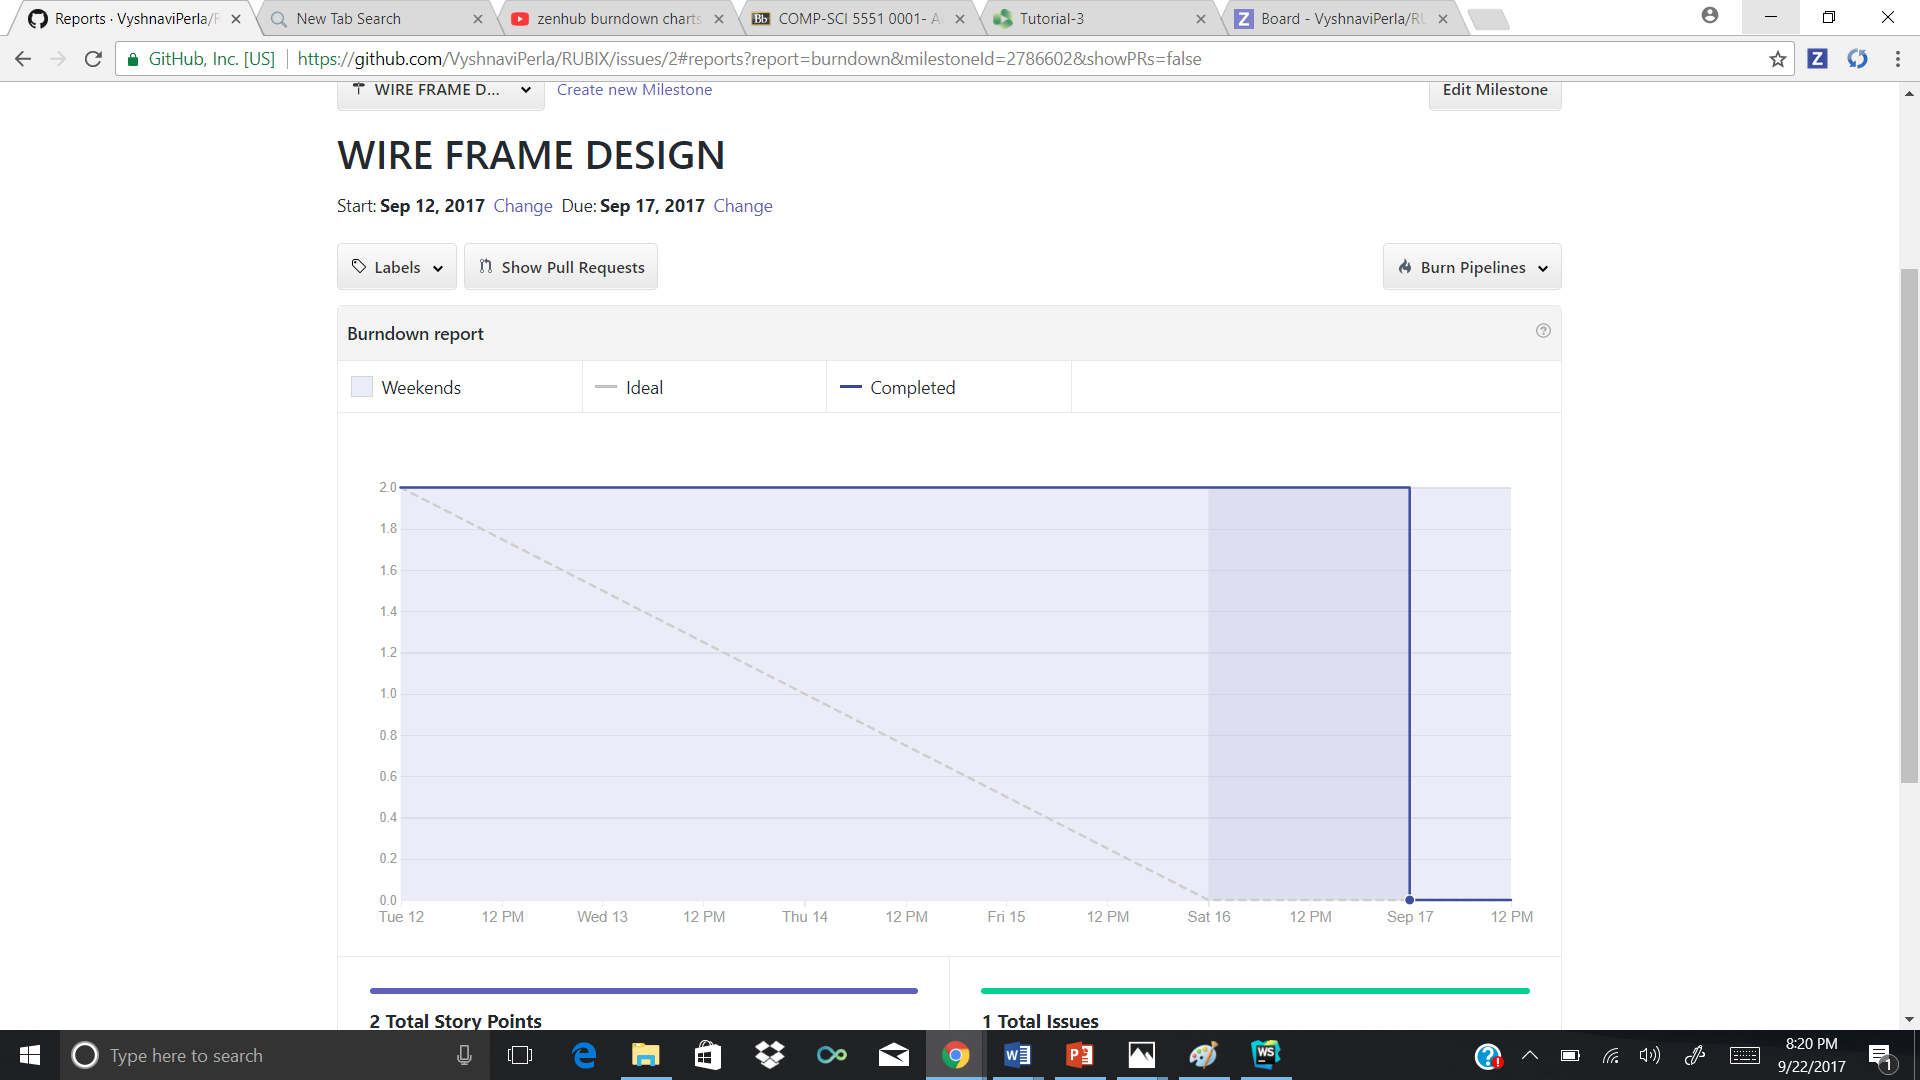 Reports · VyshnaviPerla/R
New Tab Search
zenhub burndown charts
Bb COMP-SCI 5551 0001- A
Tutorial-3
Z Board - VyshnaviPerla/RU
GitHub, Inc. [US] https://github.com/VyshnaviPerla/RUBIX/issues/2#reports?report=burndown&milestoneId=2786602&showPRs=false
Z
WIRE FRAME D... Create new Milestone Edit Milestone
WIRE FRAME DESIGN
Start: Sep 12, 2017 Change Due: Sep 17, 2017 Change
Labels Show Pull Requests Burn Pipelines
Burndown report ?
Weekends Ideal Completed
2.0
1.8
1.6
1.4
1.2
1.0
0.8
0.6
0.4
0.2
0.0
Tue 12 12 PM Wed 13 12 PM Thu 14 12 PM Fri 15 12 PM Sat 16 12 PM Sep 17 12 PM
2 Total Story Points 1 Total Issues
Type here to search
8:20 PM
9/22/2017
1